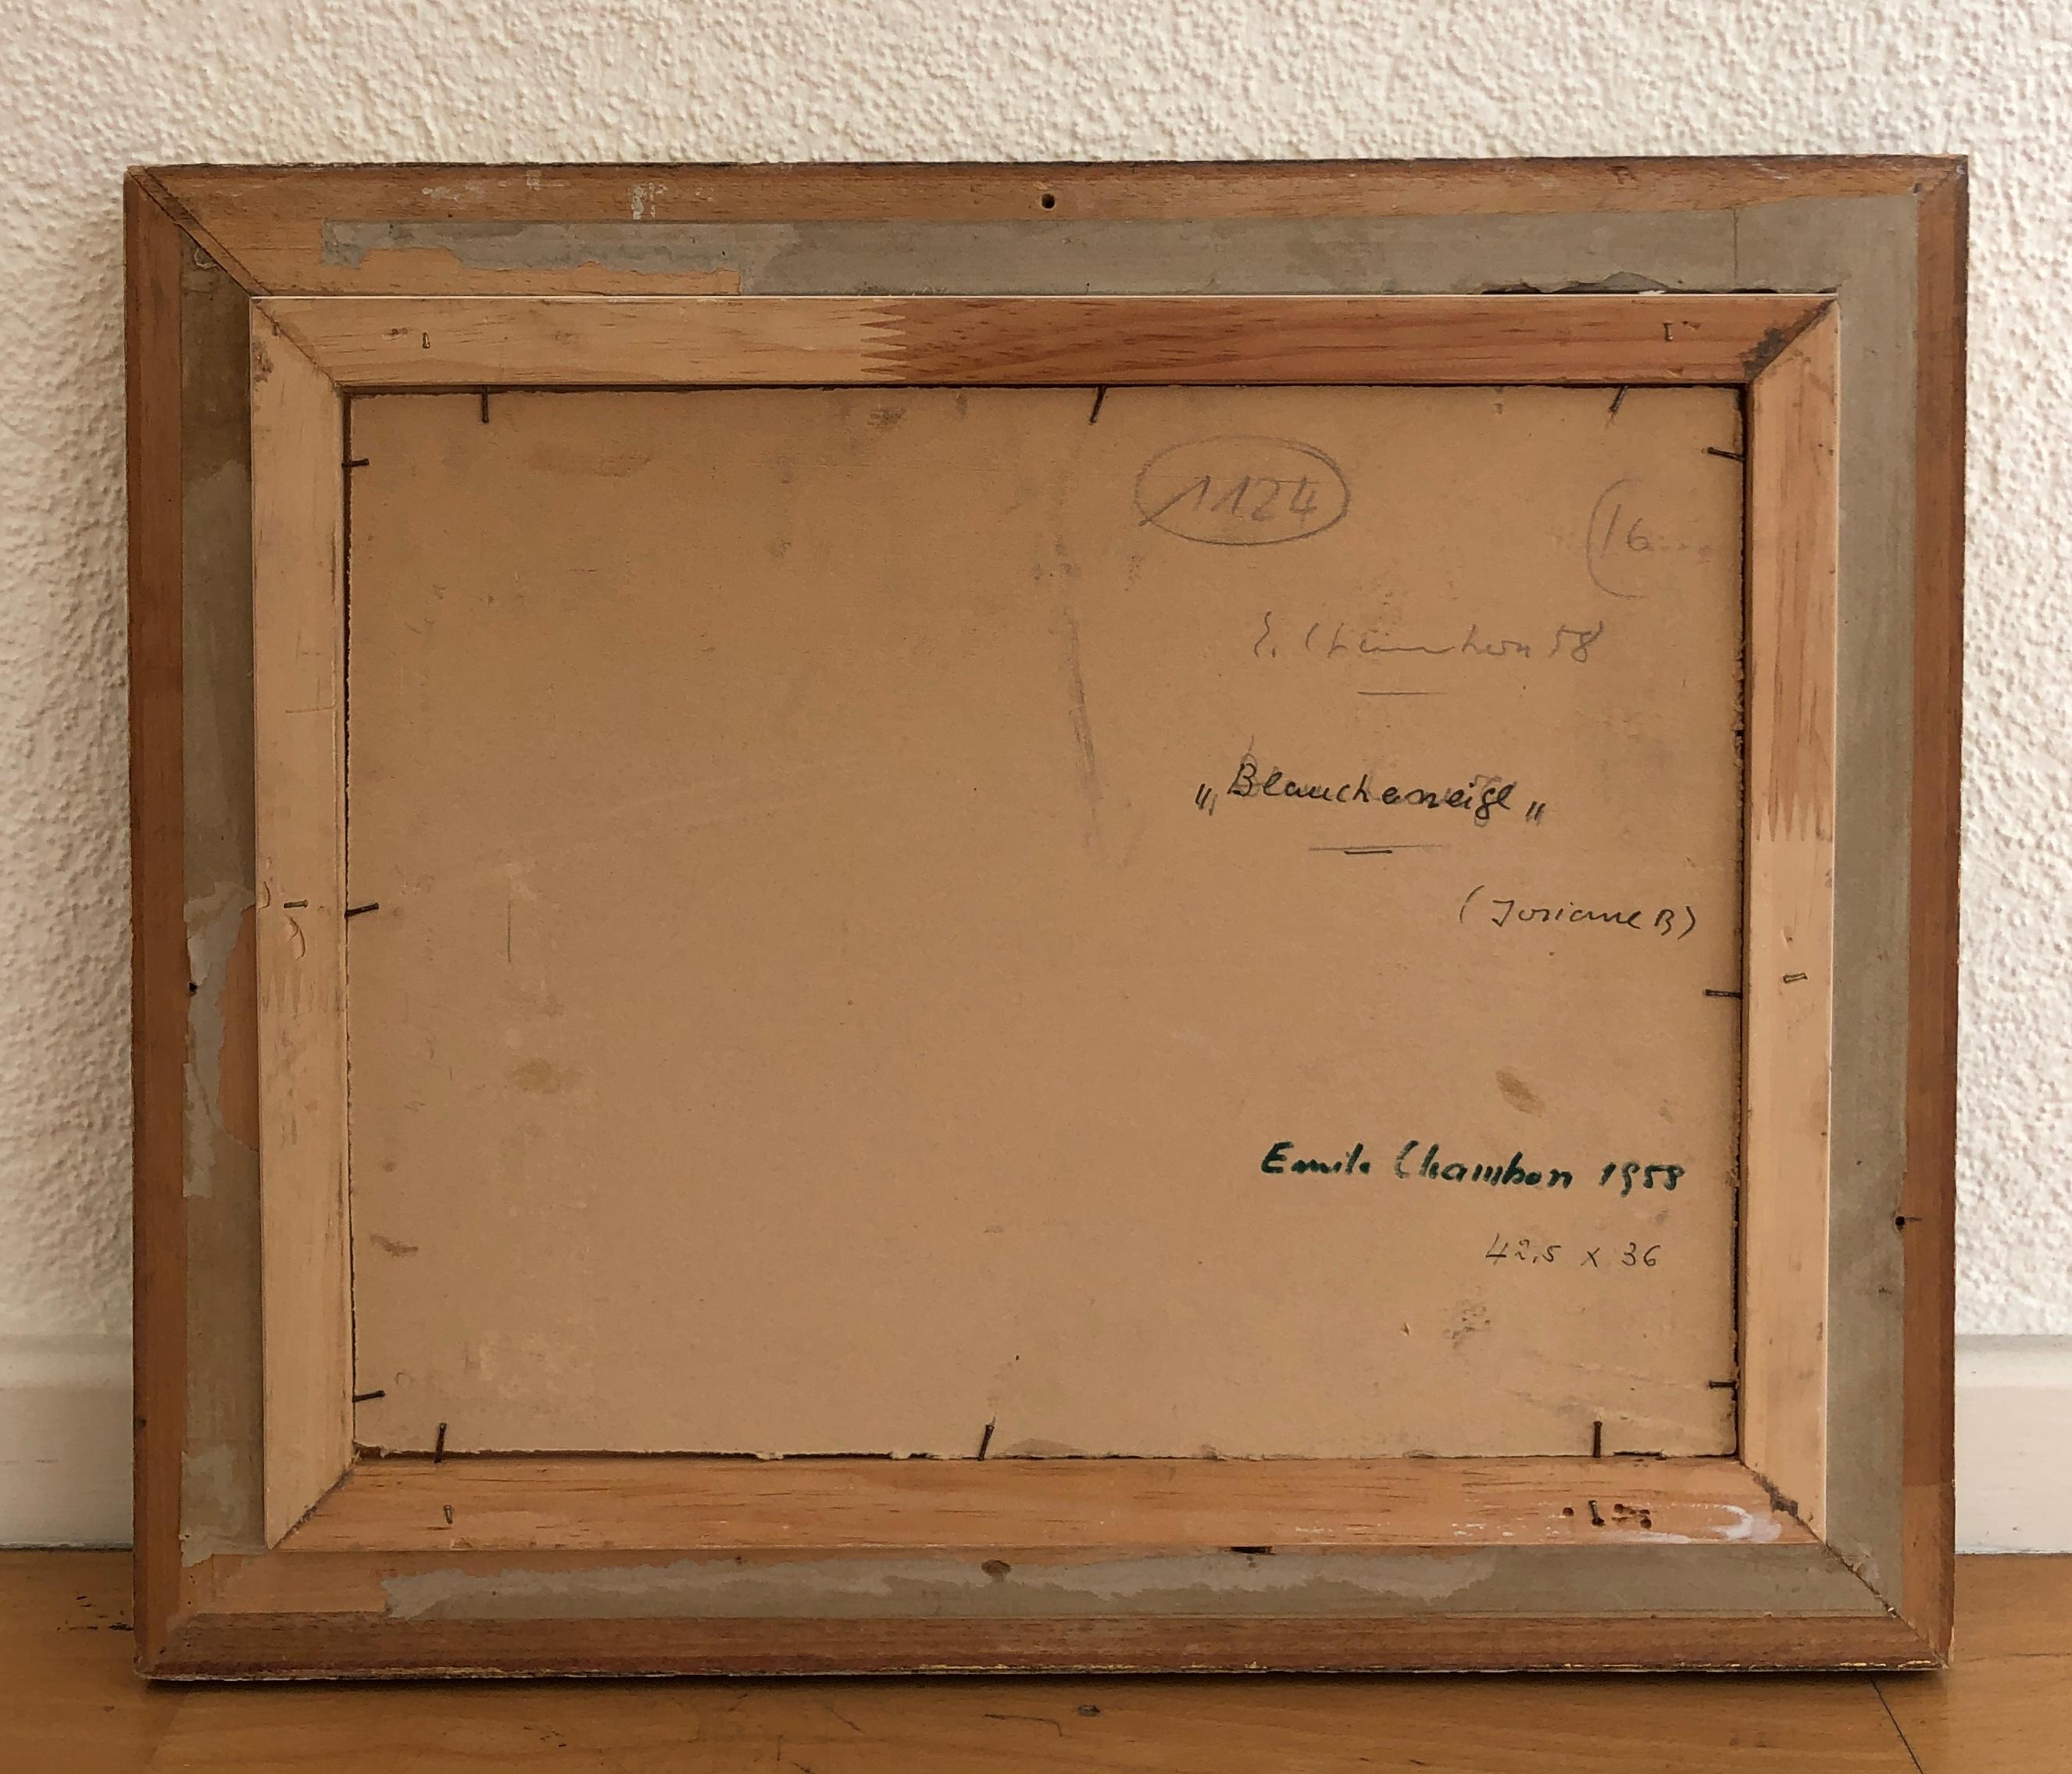 1124
(16
E. Chambon 58
„Blancheneige„
(Josiane B)
Emile Chambon 1958
42,5 x 36